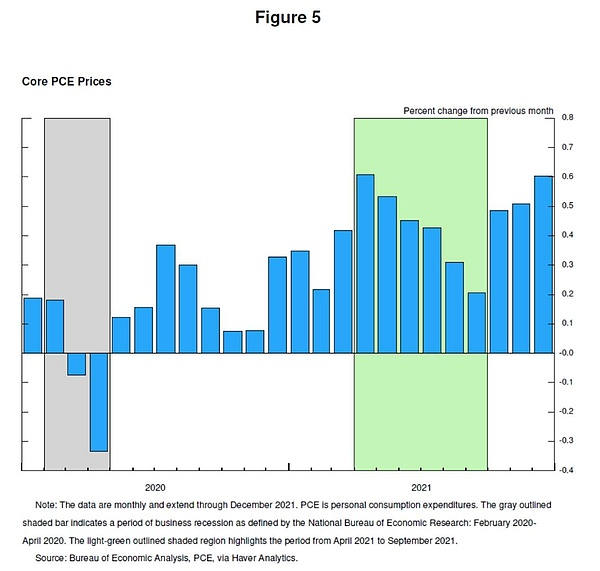 Figure 5
Core PCE Prices
Percent change from previous month
0.8
0.7
0.6
0.5
0.4
0.3
0.2
0.1
-0.0
-0.1
-0.2
-0.3
-0.4
2020 2021
Note: The data are monthly and extend through December 2021. PCE is personal consumption expenditures. The gray outlined
shaded bar indicates a period of business recession as defined by the National Bureau of Economic Research: February 2020-
April 2020. The light-green outlined shaded region highlights the period from April 2021 to September 2021.
Source: Bureau of Economic Analysis, PCE, via Haver Analytics.